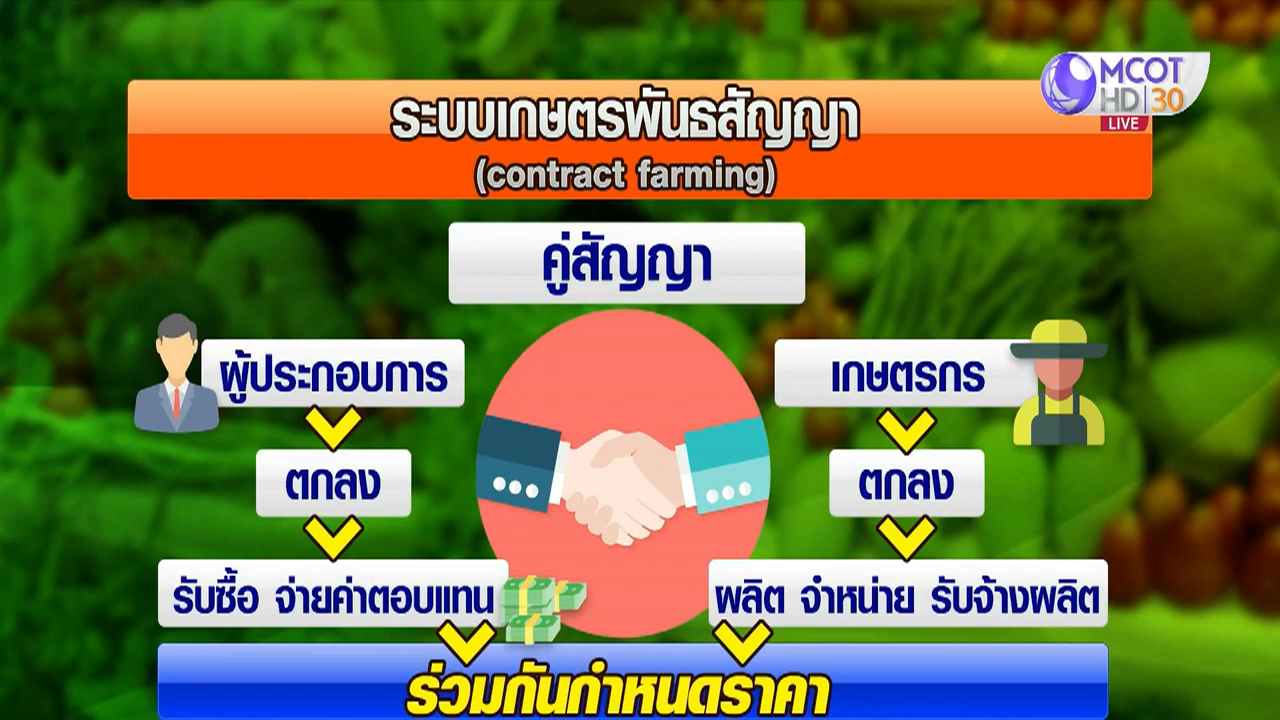 MCOT
HD 30
LIVE
ระบบเกษตรพันธสัญญา
(contract farming)
คู่สัญญา
ผู้ประกอบการ
ตกลง
รับซื้อ จ่ายค่าตอบแทน
เกษตรกร
ตกลง
ผลิต จำหน่าย รับจ้างผลิต
ร่วมกันกำหนดราคา